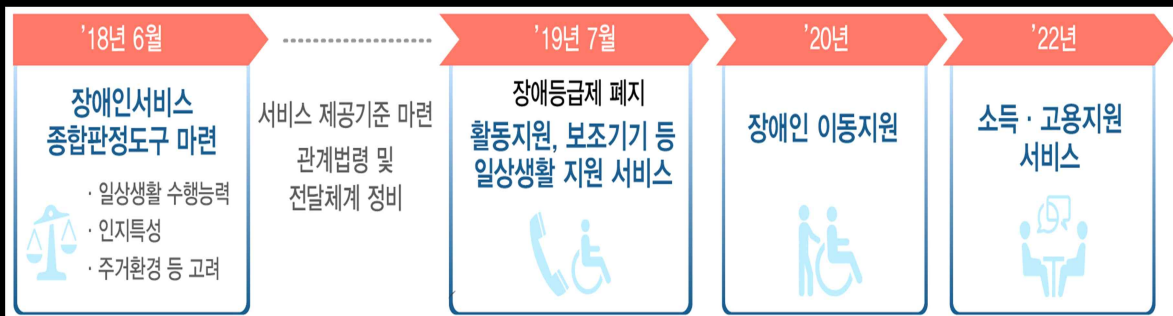 '18년 6월
장애인서비스
종합판정도구 마련
· 일상생활 수행능력
· 인지특성
· 주거환경 등 고려
서비스 제공기준 마련
관계법령 및
전달체계 정비
'19년 7월
장애등급제 폐지
활동지원, 보조기기 등
일상생활 지원 서비스
'20년
장애인 이동지원
'22년
소득 · 고용지원
서비스